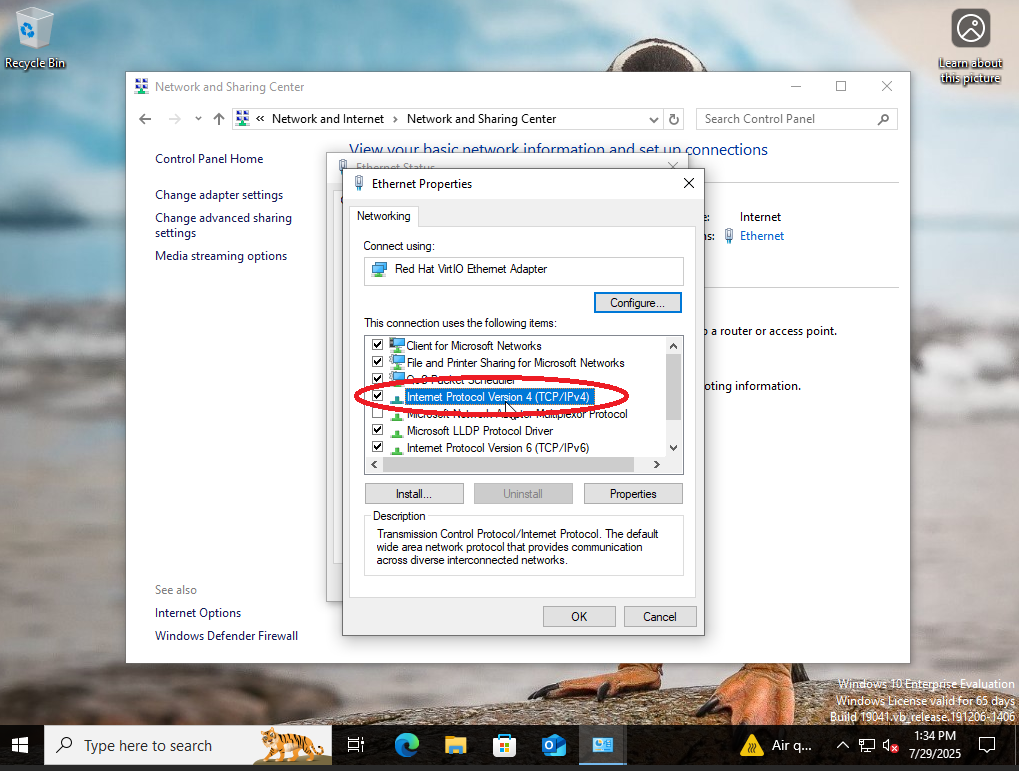 Recycle Bin
Learn about
this picture
Network and Sharing Center
« Network and Internet › Network and Sharing Center
Search Control Panel
Control Panel Home
Change adapter settings
Change advanced sharing
settings
Media streaming options
See also
Internet Options
Windows Defender Firewall
View your basic network information and set up connections
Internet
Ethernet
a router or access point.
oting information.
Ethernet Status
Ethernet Properties
Networking
Connect using:
Red Hat VirtIO Ethernet Adapter
Configure...
This connection uses the following items:
Client for Microsoft Networks
File and Printer Sharing for Microsoft Networks
QoS Packet Scheduler
Internet Protocol Version 4 (TCP/IPv4)
Microsoft Network Adapter Multiplexor Protocol
Microsoft LLDP Protocol Driver
Internet Protocol Version 6 (TCP/IPv6)
Install...
Uninstall
Properties
Description
Transmission Control Protocol/Internet Protocol. The default
wide area network protocol that provides communication
across diverse interconnected networks.
OK
Cancel
Windows 10 Enterprise Evaluation
Windows License valid for 65 days
Build 19041.vb_release.191206-1406
Type here to search
Air q...
1:34 PM
7/29/2025